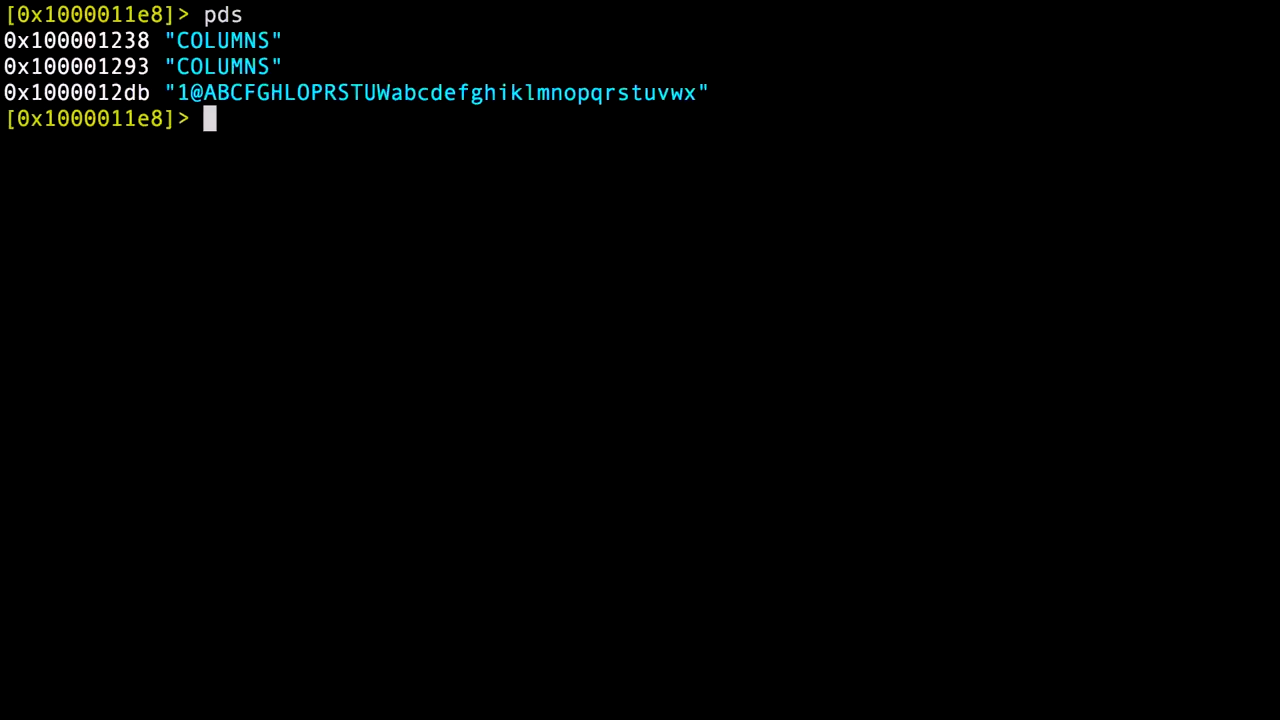 [0x1000011e8]> pds
0x100001238 "COLUMNS"
0x100001293 "COLUMNS"
0x1000012db "1@ABCFGHLOPRSTUWabcdefghiklmnopqrstuvwx"
[0x1000011e8]>